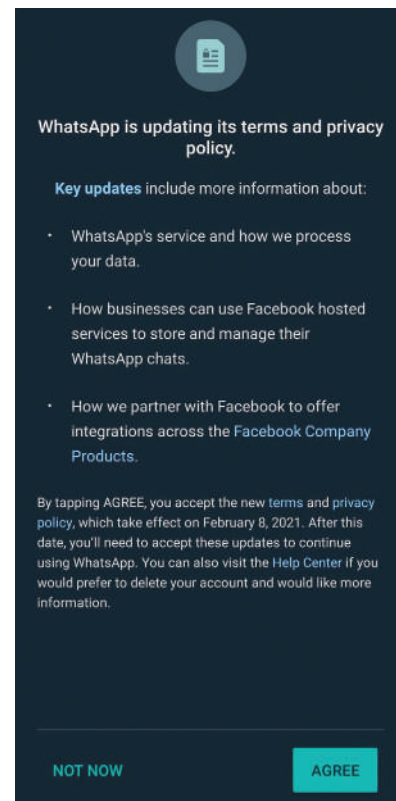 WhatsApp is updating its terms and privacy
policy.
Key updates include more information about:
· WhatsApp's service and how we process
your data.
· How businesses can use Facebook hosted
services to store and manage their
WhatsApp chats.
· How we partner with Facebook to offer
integrations across the Facebook Company
Products.
By tapping AGREE, you accept the new terms and privacy
policy, which take effect on February 8, 2021. After this
date, you'll need to accept these updates to continue
using WhatsApp. You can also visit the Help Center if you
would prefer to delete your account and would like more
information.
NOT NOW
AGREE